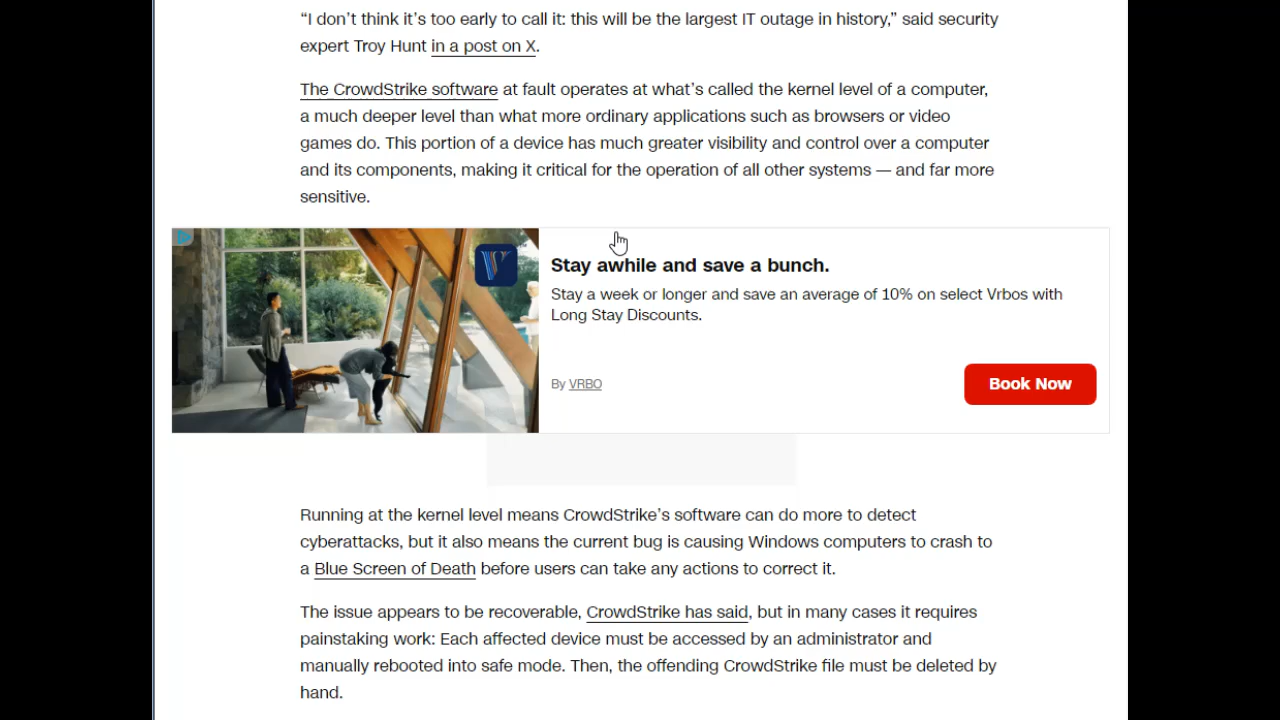 “I don’t think it’s too early to call it: this will be the largest IT outage in history,” said security
expert Troy Hunt in a post on X.
The CrowdStrike software at fault operates at what’s called the kernel level of a computer,
a much deeper level than what more ordinary applications such as browsers or video
games do. This portion of a device has much greater visibility and control over a computer
and its components, making it critical for the operation of all other systems — and far more
sensitive.
Stay awhile and save a bunch.
Stay a week or longer and save an average of 10% on select Vrbos with
Long Stay Discounts.
By VRBO
Book Now
Running at the kernel level means CrowdStrike’s software can do more to detect
cyberattacks, but it also means the current bug is causing Windows computers to crash to
a Blue Screen of Death before users can take any actions to correct it.
The issue appears to be recoverable, CrowdStrike has said, but in many cases it requires
painstaking work: Each affected device must be accessed by an administrator and
manually rebooted into safe mode. Then, the offending CrowdStrike file must be deleted by
hand.